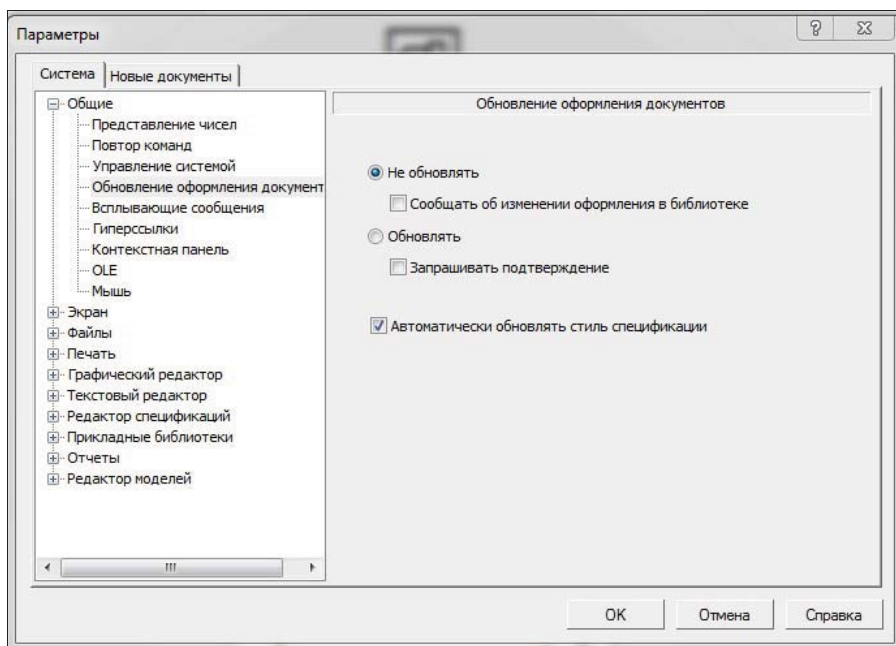 Параметры
Система
Новые документы
Общие
Представление чисел
Повтор команд
Управление системой
Обновление оформления документ
Всплывающие сообщения
Гиперссылки
Контекстная панель
OLE
Мышь
Экран
Файлы
Печать
Графический редактор
Текстовый редактор
Редактор спецификаций
Прикладные библиотеки
Отчеты
Редактор моделей
Обновление оформления документов
Не обновлять
Сообщать об изменении оформления в библиотеке
Обновлять
Запрашивать подтверждение
Автоматически обновлять стиль спецификации
OK
Отмена
Справка